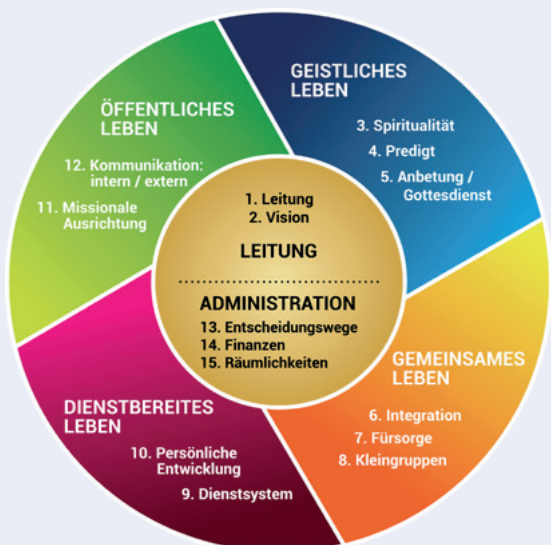 GEISTLICHES
LEBEN
3. Spiritualität
4. Predigt
5. Anbetung /
Gottesdienst
ÖFFENTLICHES
LEBEN
12. Kommunikation:
intern / extern
11. Missionale
Ausrichtung
1. Leitung
2. Vision
LEITUNG
ADMINISTRATION
13. Entscheidungswege
14. Finanzen
15. Räumlichkeiten
GEMEINSAMES
LEBEN
6. Integration
7. Fürsorge
8. Kleingruppen
DIENSTBEREITES
LEBEN
10. Persönliche
Entwicklung
9. Dienstsystem